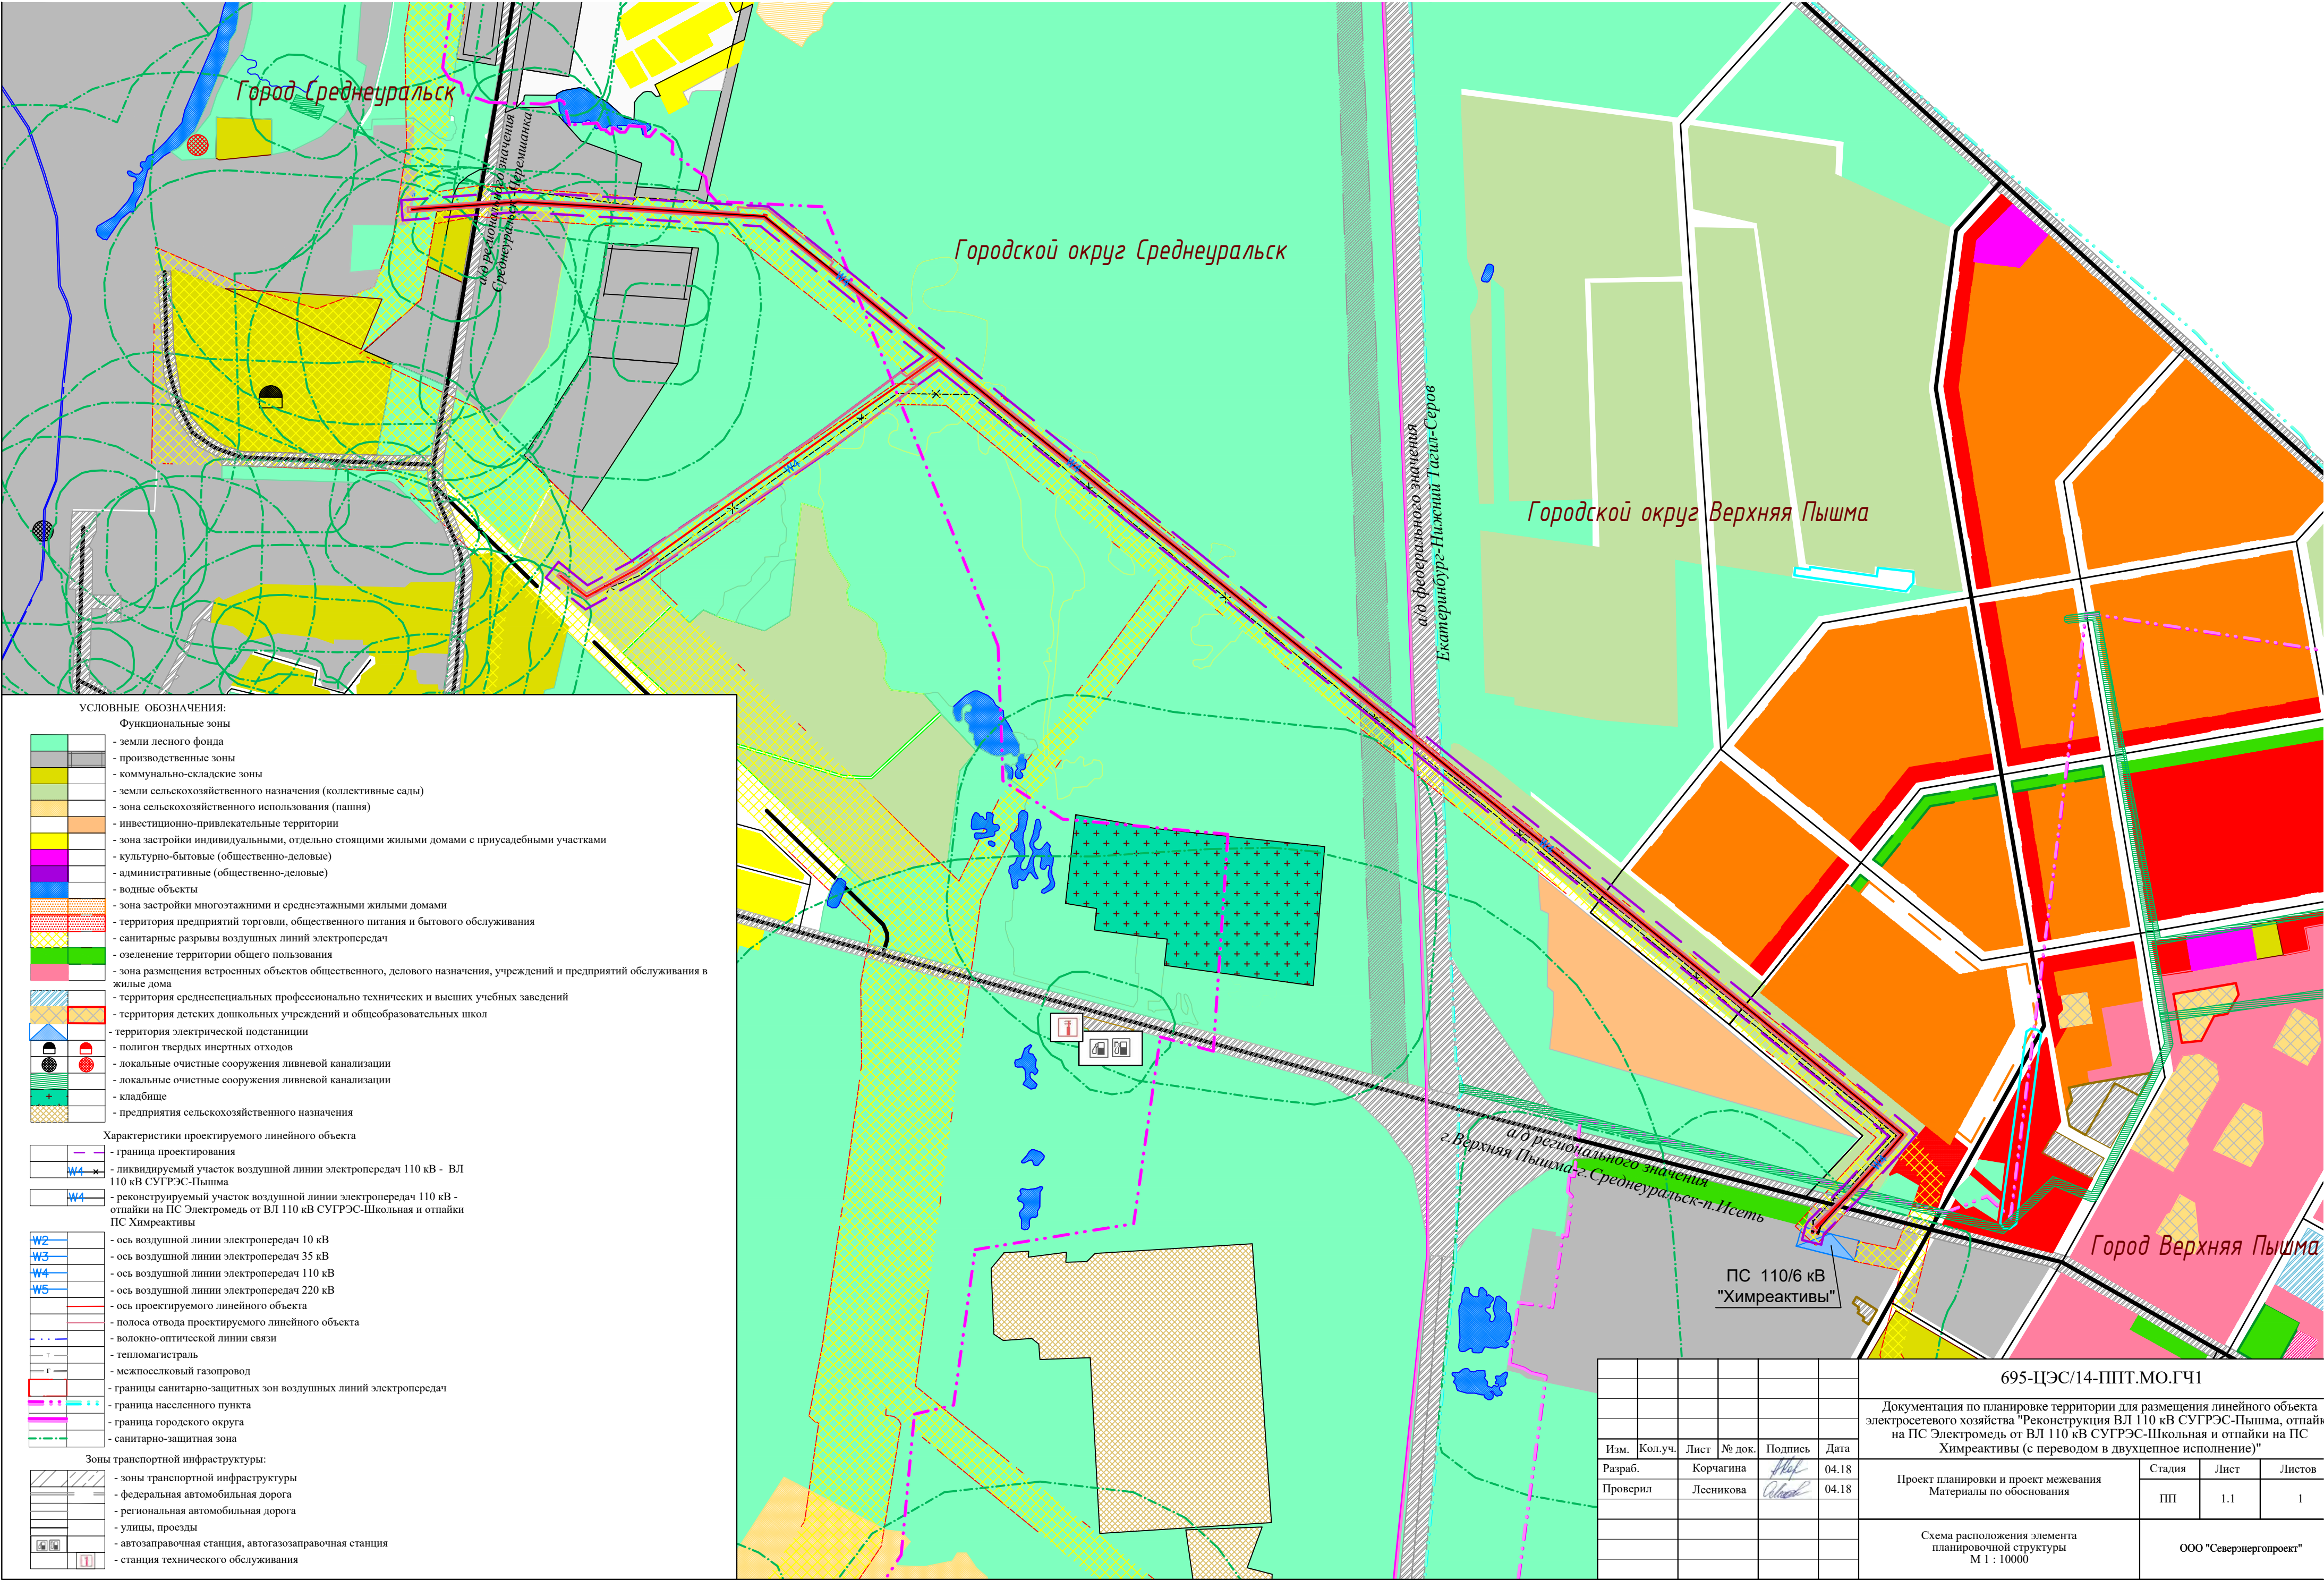 Город Среднеуральск
а/д регионального значения
Среднеуральск-Черемшанка
Городской округ Среднеуральск
W4
W4
W4
W4
W4
а/д федерального значения
Екатеринбург-Нижний Тагил-Серов
Городской округ Верхняя Пышма
а/д регионального значения
г.Верхняя Пышма-г.Среднеуральск-п.Исеть
Город Верхняя Пышма
ПС 110/6 кВ
"Химреактивы"
УСЛОВНЫЕ ОБОЗНАЧЕНИЯ:
Функциональные зоны
- земли лесного фонда
- производственные зоны
- коммунально-складские зоны
- земли сельскохозяйственного назначения (коллективные сады)
- зона сельскохозяйственного использования (пашня)
- инвестиционно-привлекательные территории
- зона застройки индивидуальными, отдельно стоящими жилыми домами с приусадебными участками
- культурно-бытовые (общественно-деловые)
- административные (общественно-деловые)
- водные объекты
- зона застройки многоэтажними и среднеэтажными жилыми домами
- территория предприятий торговли, общественного питания и бытового обслуживания
- санитарные разрывы воздушных линий электропередач
- озеленение территории общего пользования
- зона размещения встроенных объектов общественного, делового назначения, учреждений и предприятий обслуживания в
жилые дома
- территория среднеспециальных профессионально технических и высших учебных заведений
- территория детских дошкольных учреждений и общеобразовательных школ
- территория электрической подстаниции
- полигон твердых инертных отходов
- локальные очистные сооружения ливневой канализации
- локальные очистные сооружения ливневой канализации
- кладбище
- предприятия сельскохозяйственного назначения
Характеристики проектируемого линейного объекта
- граница проектирования
W4 - ликвидируемый участок воздушной линии электропередач 110 кВ - ВЛ
110 кВ СУГРЭС-Пышма
W4 - реконструируемый участок воздушной линии электропередач 110 кВ -
отпайки на ПС Электромедь от ВЛ 110 кВ СУГРЭС-Школьная и отпайки
ПС Химреактивы
W2 - ось воздушной линии электропередач 10 кВ
W3 - ось воздушной линии электропередач 35 кВ
W4 - ось воздушной линии электропередач 110 кВ
W5 - ось воздушной линии электропередач 220 кВ
- ось проектируемого линейного объекта
- полоса отвода проектируемого линейного объекта
- волокно-оптической линии связи
т - тепломагистраль
г - межпоселковый газопровод
- границы санитарно-защитных зон воздушных линий электропередач
- граница населенного пункта
- граница городского округа
- санитарно-защитная зона
Зоны транспортной инфраструктуры:
- зоны транспортной инфраструктуры
- федеральная автомобильная дорога
- региональная автомобильная дорога
- улицы, проезды
- автозаправочная станция, автогазозаправочная станция
- станция технического обслуживания
695-ЦЭС/14-ППТ.МО.ГЧ1
Документация по планировке территории для размещения линейного объекта
электросетевого хозяйства "Реконструкция ВЛ 110 кВ СУГРЭС-Пышма, отпайк
на ПС Электромедь от ВЛ 110 кВ СУГРЭС-Школьная и отпайки на ПС
Химреактивы (с переводом в двухцепное исполнение)"
Изм. Кол.уч. Лист № док. Подпись Дата
Разраб. Корчагина 04.18
Проверил Лесникова 04.18
Проект планировки и проект межевания
Материалы по обоснования
Стадия Лист Листов
ПП 1.1 1
Схема расположения элемента
планировочной структуры
М 1 : 10000
ООО "Северэнергопроект"